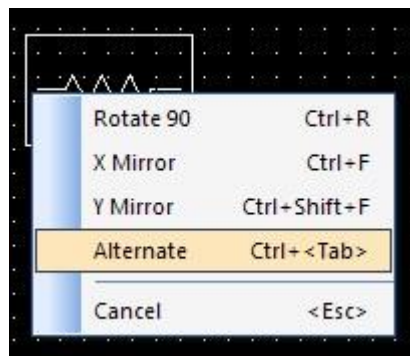 Rotate 90 Ctrl+R
X Mirror Ctrl+F
Y Mirror Ctrl+Shift+F
Alternate Ctrl+<Tab>
Cancel <Esc>